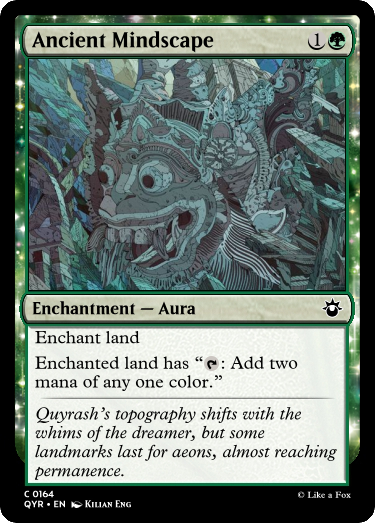 Ancient Mindscape 1
Enchantment — Aura
Enchant land
Enchanted land has “: Add two
mana of any one color.”
Quyrash’s topography shifts with the
whims of the dreamer, but some
landmarks last for aeons, almost reaching
permanence.
C 0164
QYR • EN Kilian Eng
© Like a Fox